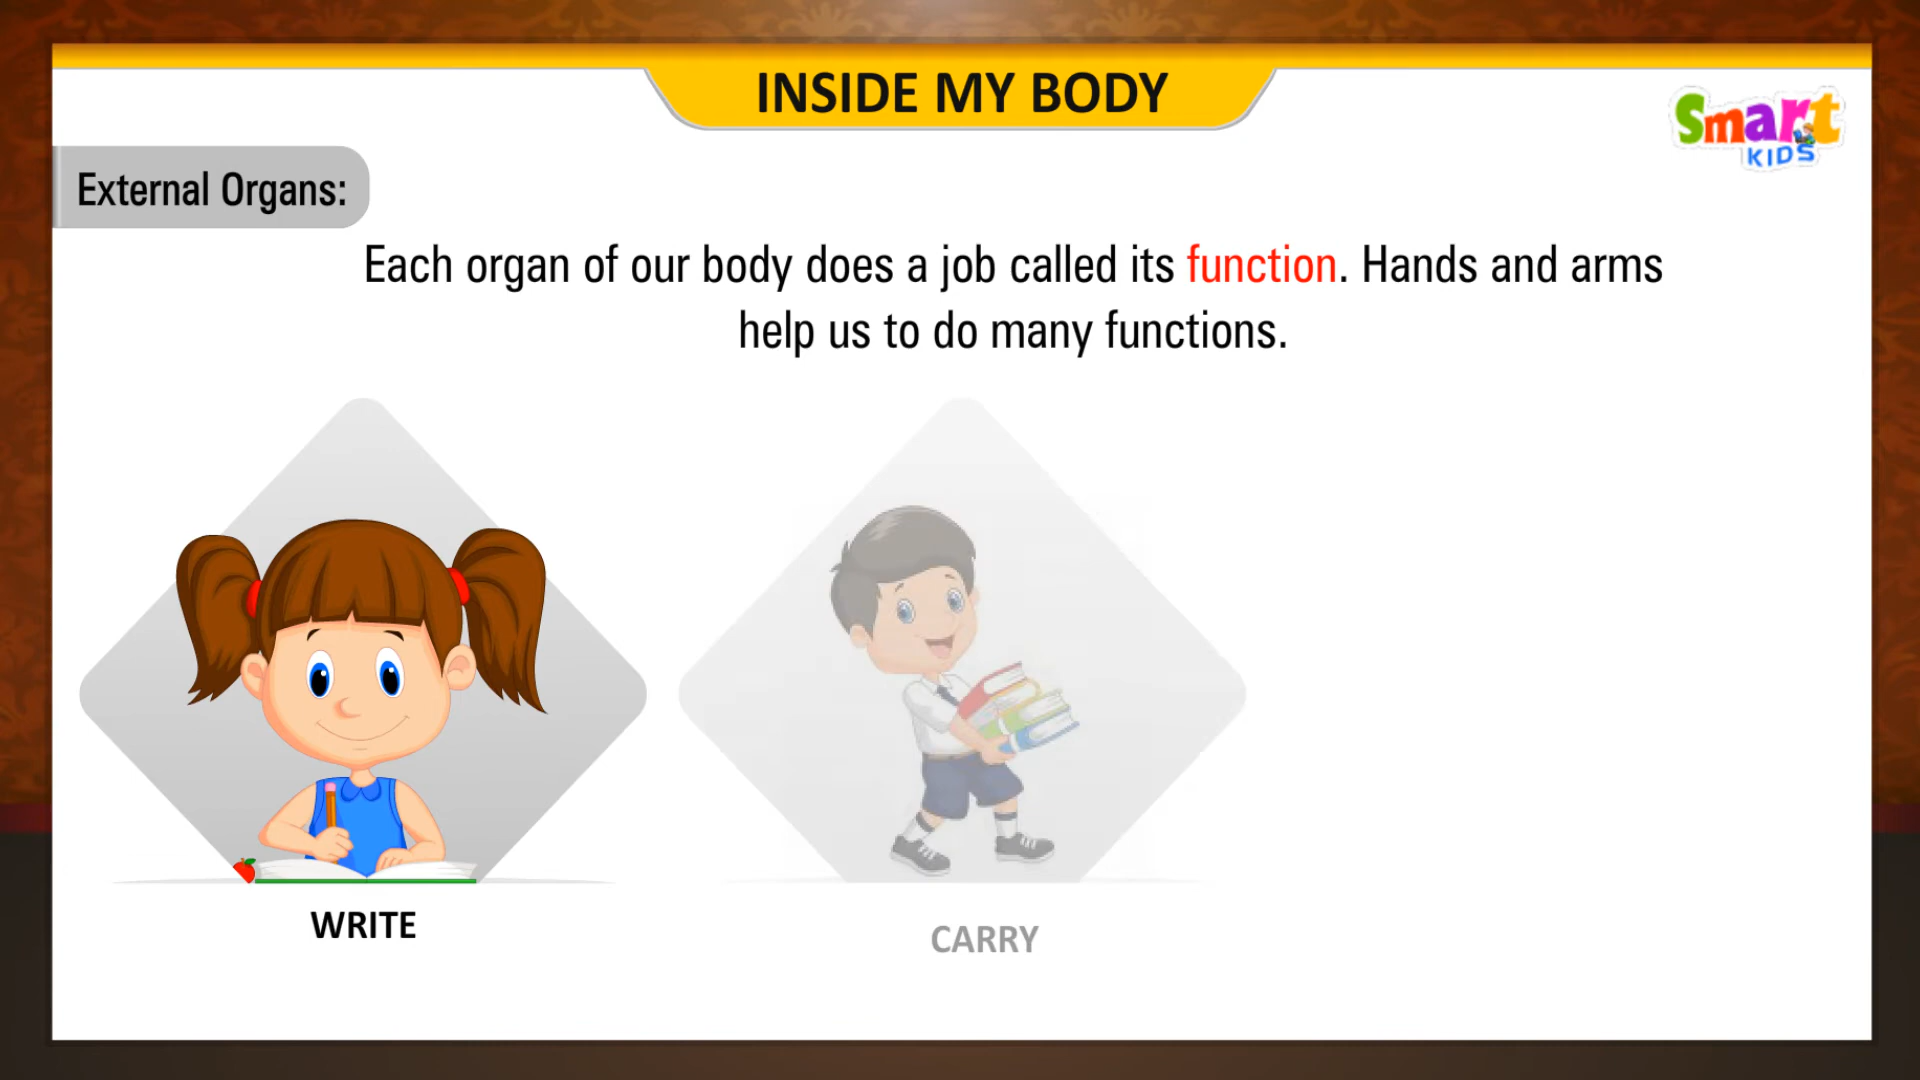 INSIDE MY BODY
Smart
KIDS
External Organs:
Each organ of our body does a job called its function. Hands and arms
help us to do many functions.
WRITE
CARRY